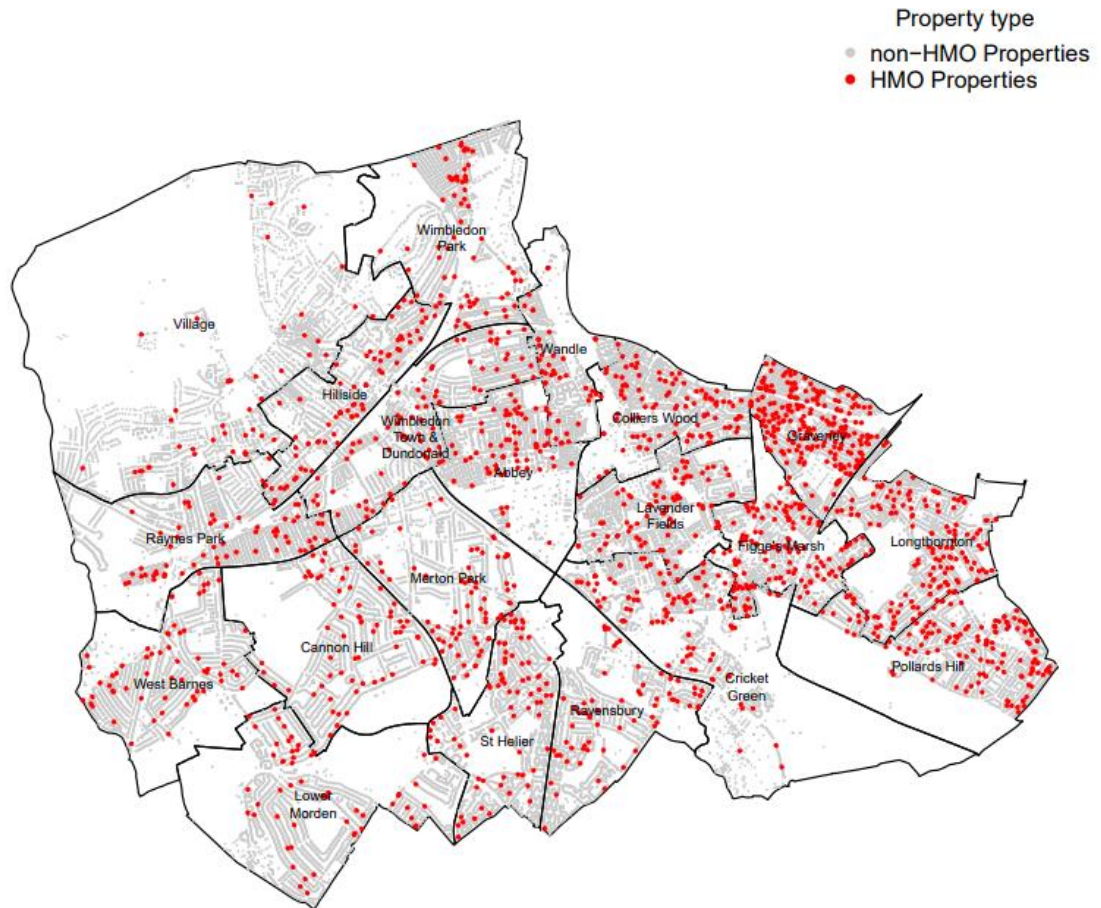 Property type
non−HMO Properties
HMO Properties
Wimbledon
Park
Village
Wandle
Hillside
Colliers Wood
Wimbledon
Town &
Dundonald
Graveney
Abbey
Lavender
Fields
Raynes Park
Figge's Marsh
Longthornton
Merton Park
Cannon Hill
Pollards Hill
West Barnes
Cricket
Green
Ravensbury
St Helier
Lower
Morden